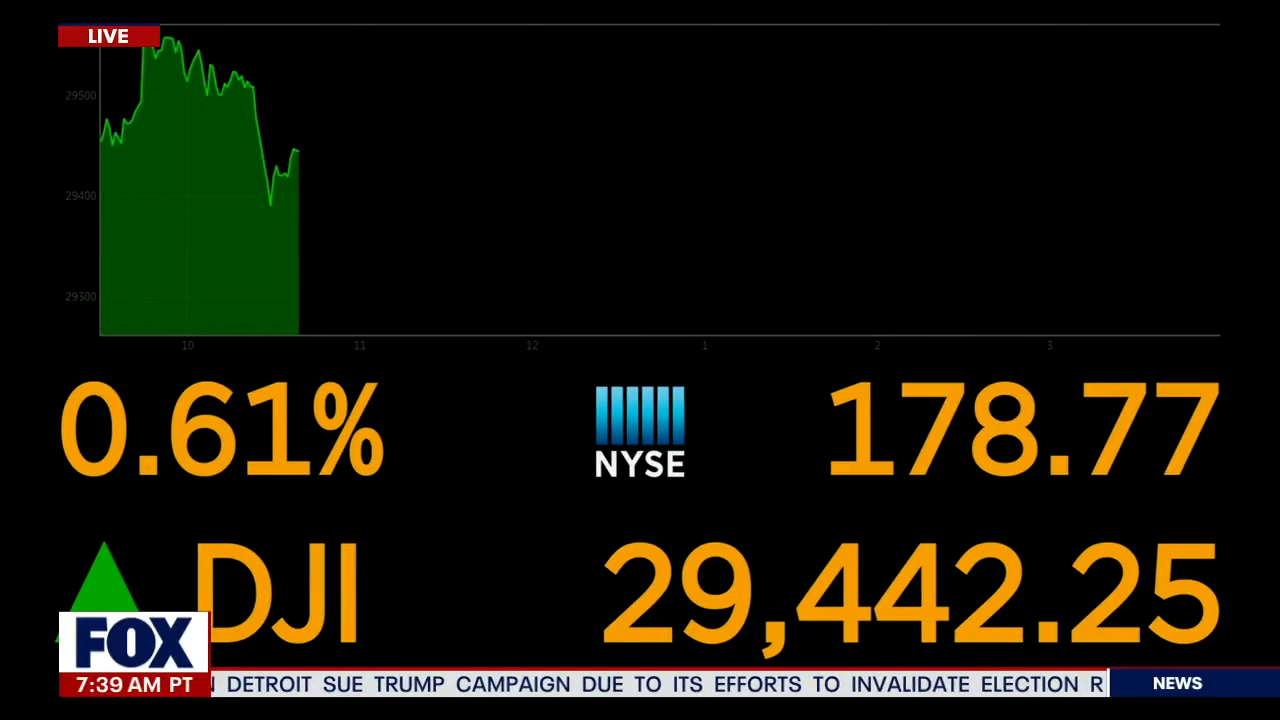 LIVE
29500
29400
29300
10 11 12 1 2 3
0.61%
NYSE
178.77
DJI
29,442.25
FOX
7:39 AM PT
DETROIT SUE TRUMP CAMPAIGN DUE TO ITS EFFORTS TO INVALIDATE ELECTION R
NEWS